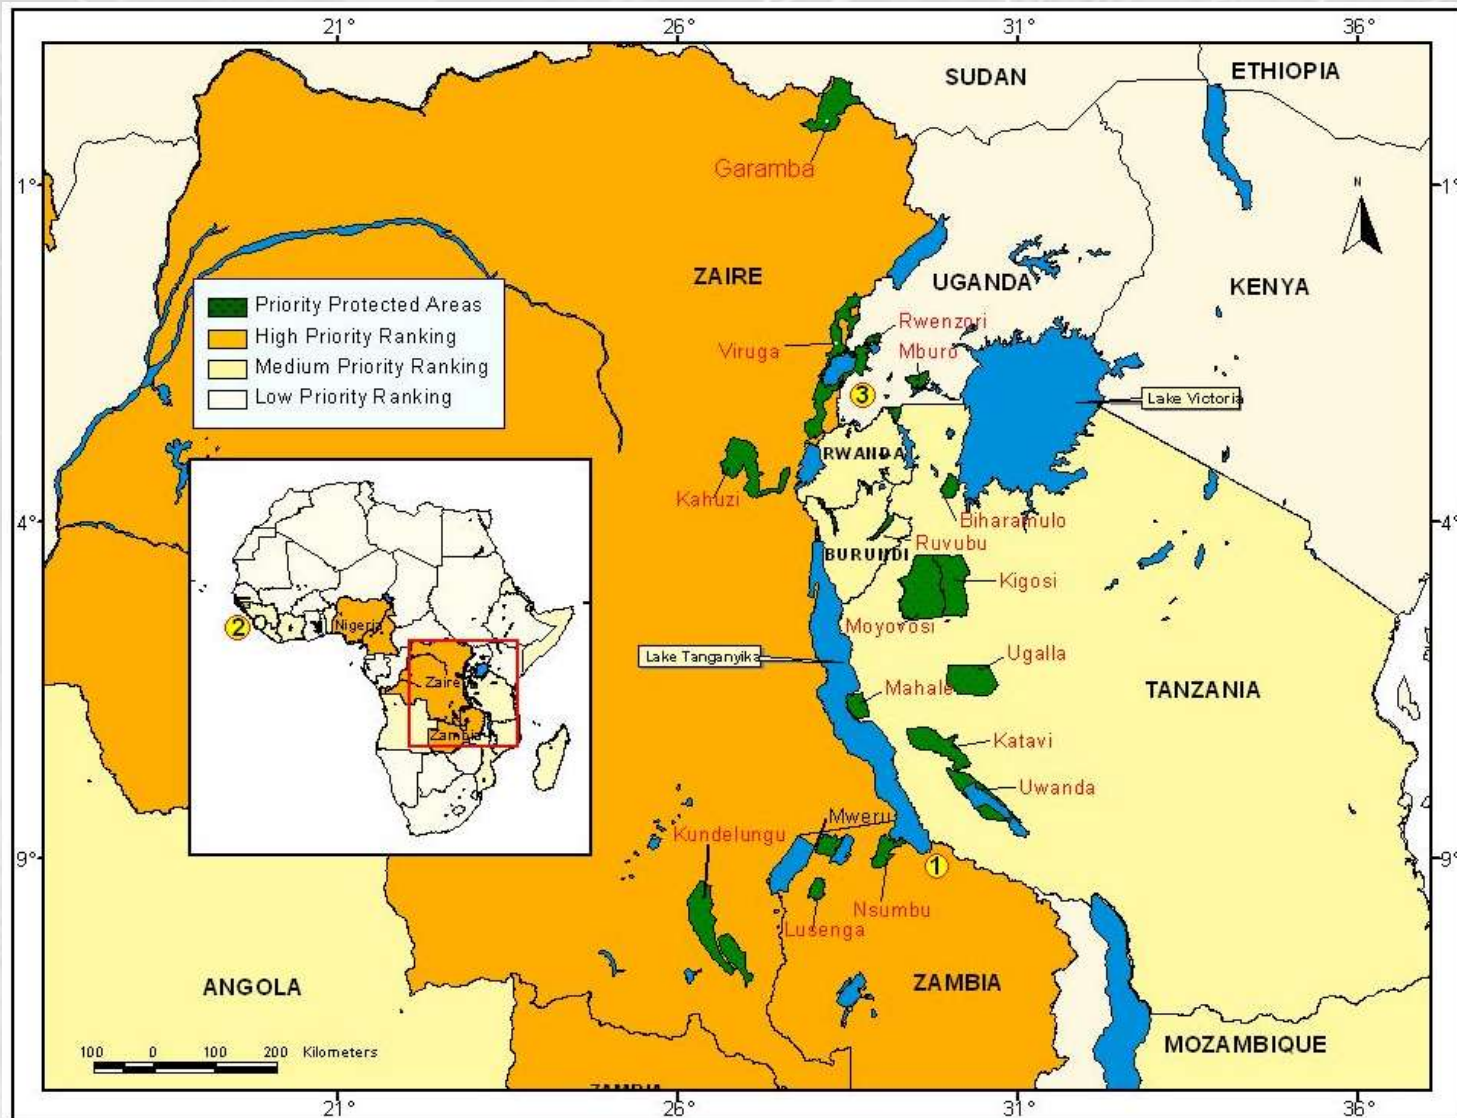 21°
26°
31°
36°
SUDAN
ETHIOPIA
Garamba
1°
1°
N
ZAIRE
UGANDA
KENYA
Priority Protected Areas
High Priority Ranking
Medium Priority Ranking
Low Priority Ranking
Rwenzori
Viruga
Mburo
3
Lake Victoria
RWANDA
Kahuzi
4°
4°
Biharamulo
Ruvubu
BURUNDI
Kigosi
Moyovosi
2
Nigeria
Zaire
Zambia
Lake Tanganyika
Ugalla
Mahale
TANZANIA
Katavi
Uwanda
Mweru
Kundelungu
9°
9°
1
Nsumbu
Lusenga
ANGOLA
ZAMBIA
MOZAMBIQUE
100 0 100 200 Kilometers
ZAMBIA
21°
26°
31°
36°